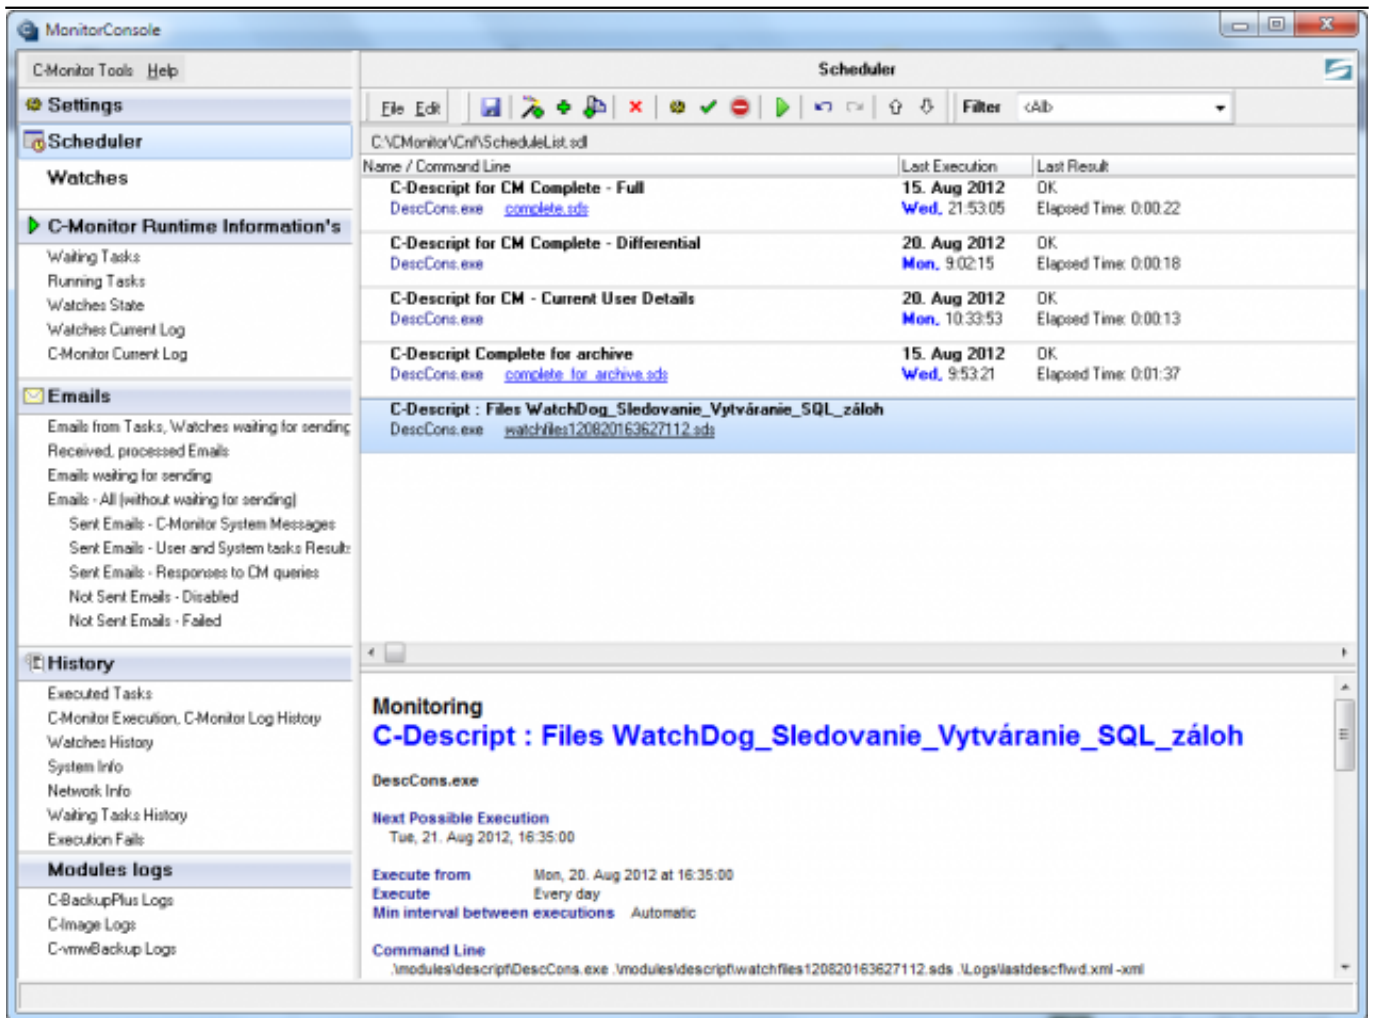 MonitorConsole
C-Monitor Tools Help
Settings
Scheduler
Watches
C-Monitor Runtime Information's
Waiting Tasks
Running Tasks
Watches State
Watches Current Log
C-Monitor Current Log
Emails
Emails from Tasks, Watches waiting for sending
Received, processed Emails
Emails waiting for sending
Emails - All (without waiting for sending)
Sent Emails - C-Monitor System Messages
Sent Emails - User and System tasks Results
Sent Emails - Responses to CM queries
Not Sent Emails - Disabled
Not Sent Emails - Failed
History
Executed Tasks
C-Monitor Execution, C-Monitor Log History
Watches History
System Info
Network Info
Waiting Tasks History
Execution Fails
Modules logs
C-BackupPlus Logs
C-Image Logs
C-vmwBackup Logs
Scheduler
File Edit Filter <All>
C:\CMonitor\Cnf\ScheduleList.sdl
Name / Command Line Last Execution Last Result
C-Descript for CM Complete - Full 15. Aug 2012 OK
DescCons.exe complete.sds Wed, 21:53:05 Elapsed Time: 0:00:22
C-Descript for CM Complete - Differential 20. Aug 2012 OK
DescCons.exe Mon, 9:02:15 Elapsed Time: 0:00:18
C-Descript for CM - Current User Details 20. Aug 2012 OK
DescCons.exe Mon, 10:33:53 Elapsed Time: 0:00:13
C-Descript Complete for archive 15. Aug 2012 OK
DescCons.exe complete_for_archive.sds Wed, 9:53:21 Elapsed Time: 0:01:37
C-Descript : Files WatchDog_Sledovanie_Vytváranie_SQL_záloh
DescCons.exe watchfiles120820163627112.sds
Monitoring
C-Descript : Files WatchDog_Sledovanie_Vytváranie_SQL_záloh
DescCons.exe
Next Possible Execution
Tue, 21. Aug 2012, 16:35:00
Execute from Mon, 20. Aug 2012 at 16:35:00
Execute Every day
Min interval between executions Automatic
Command Line
.\modules\descript\DescCons.exe .\modules\descript\watchfiles120820163627112.sds .\Logs\lastdescflwd.xml -xml